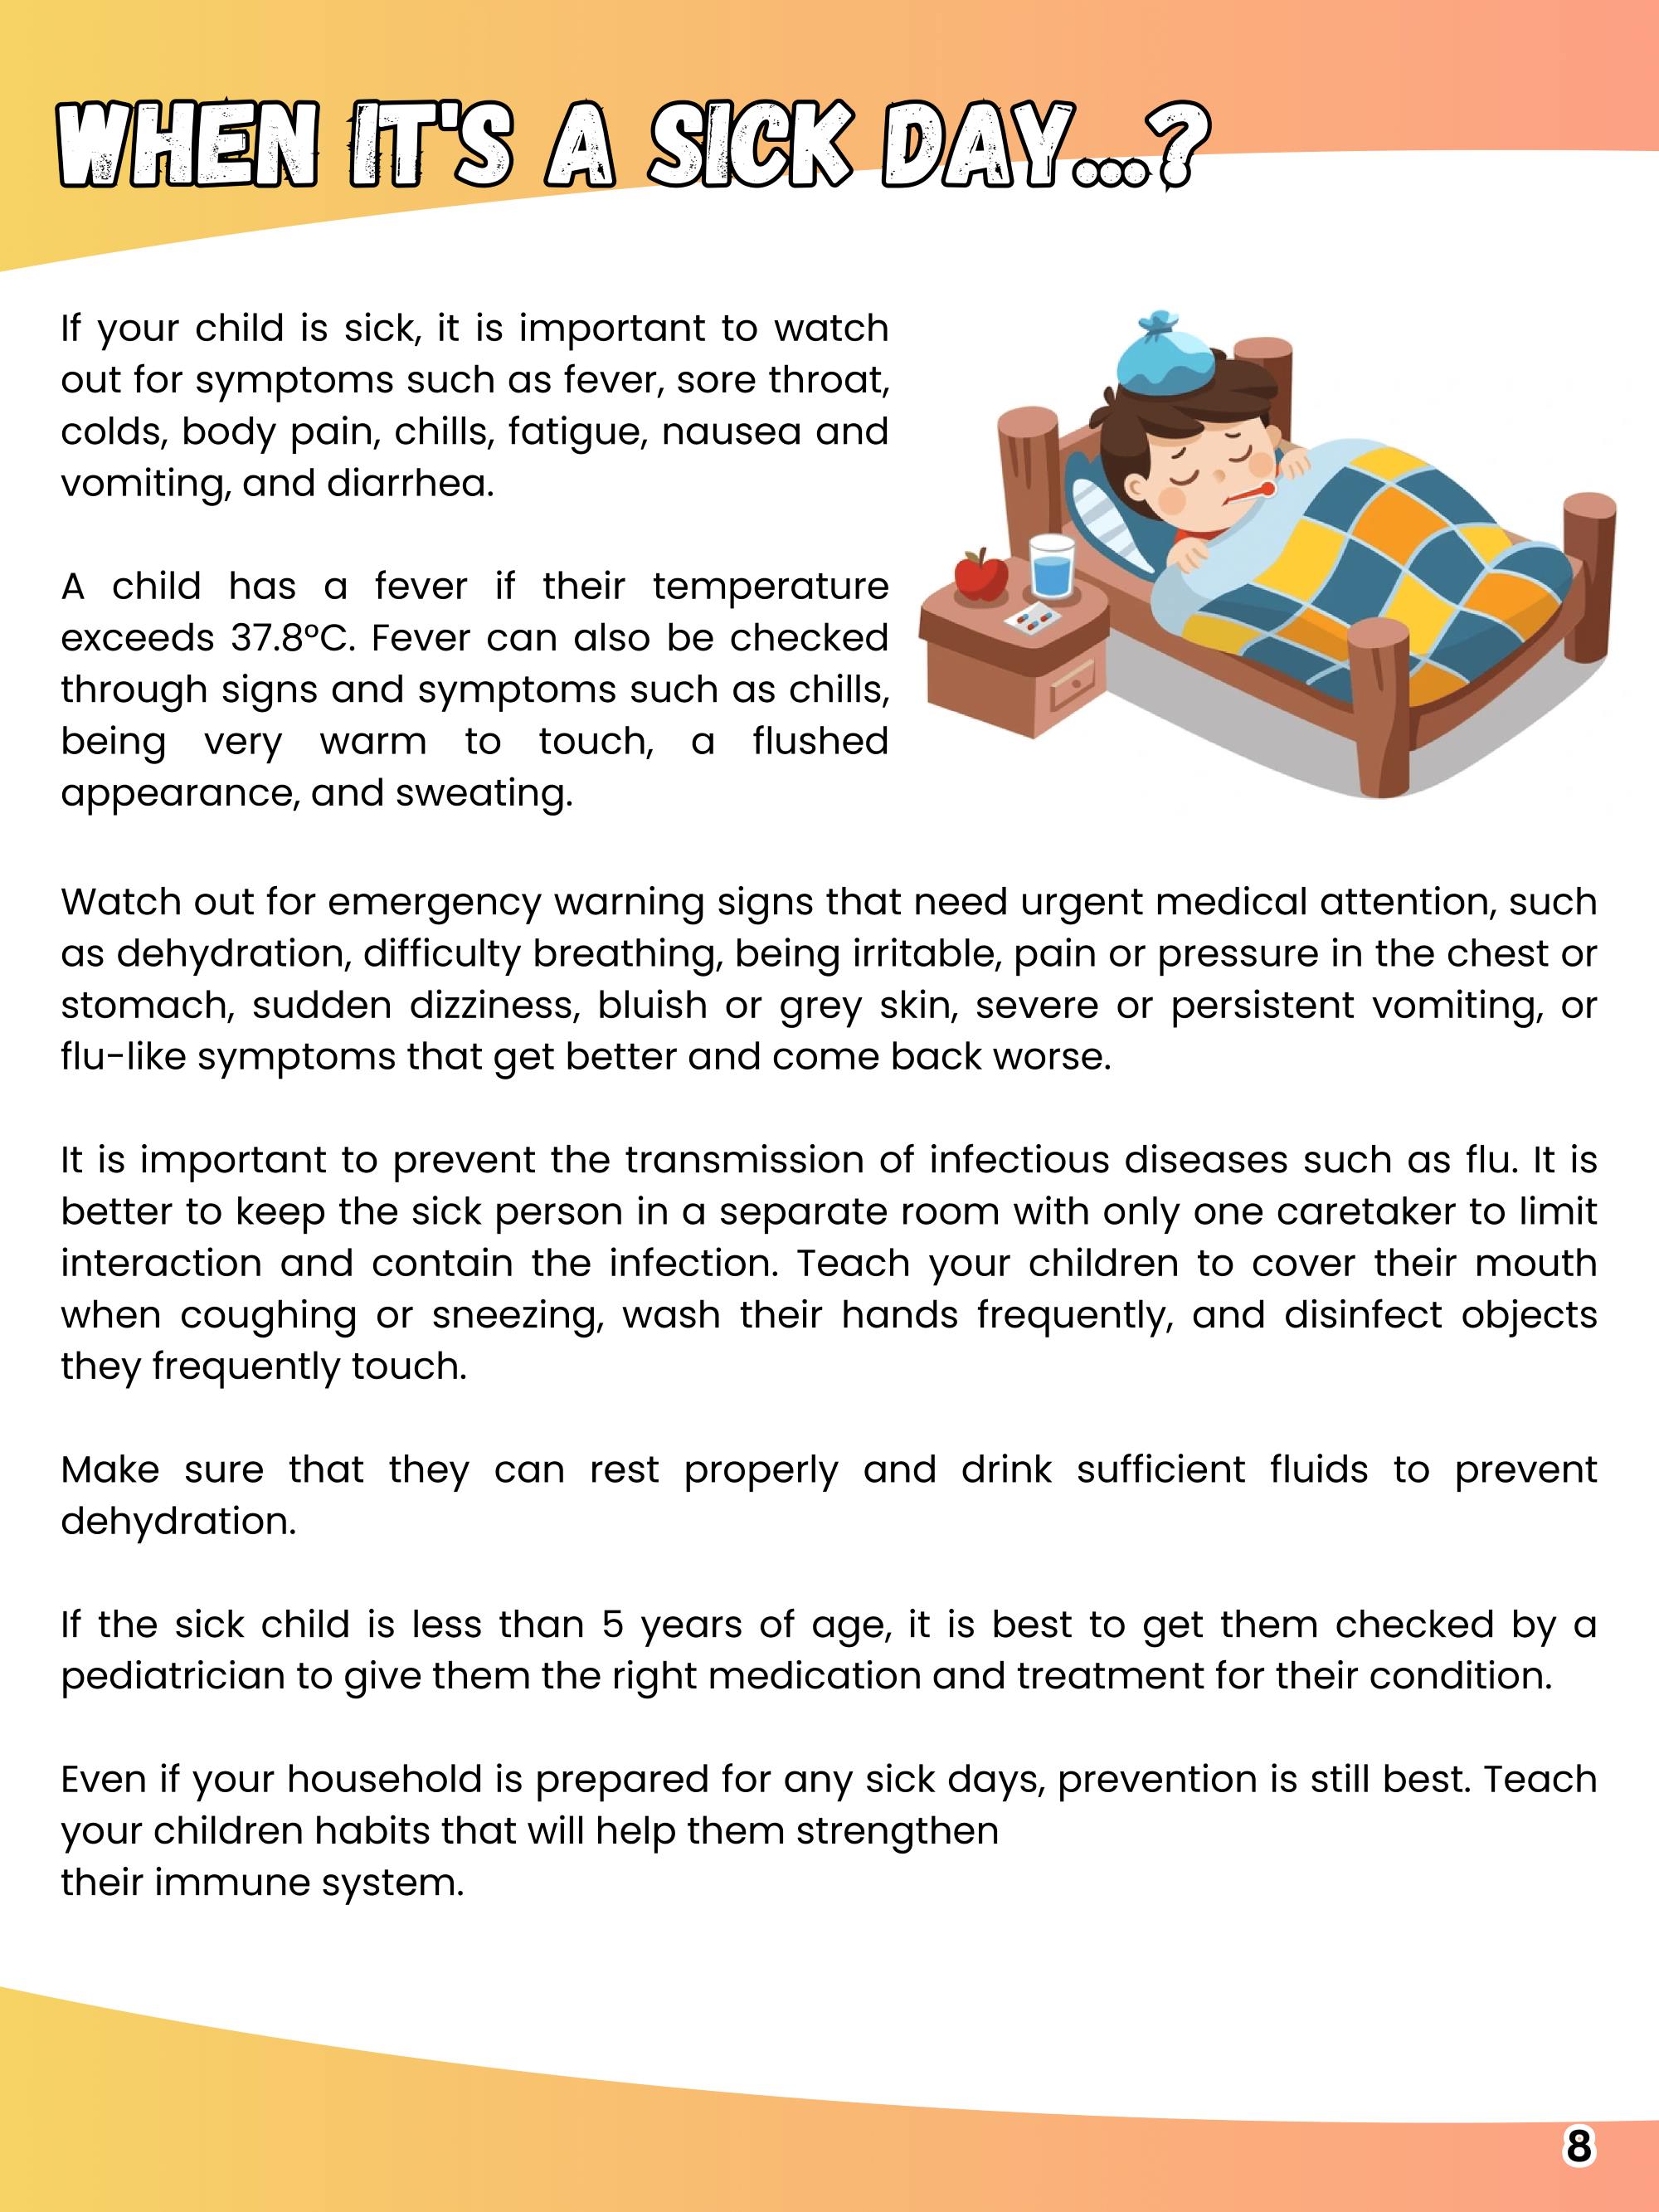 WHEN IT'S A SICK DAY...?
If your child is sick, it is important to watch
out for symptoms such as fever, sore throat,
colds, body pain, chills, fatigue, nausea and
vomiting, and diarrhea.
A child has a fever if their temperature
exceeds 37.8°C. Fever can also be checked
through signs and symptoms such as chills,
being very warm to touch, a flushed
appearance, and sweating.
Watch out for emergency warning signs that need urgent medical attention, such
as dehydration, difficulty breathing, being irritable, pain or pressure in the chest or
stomach, sudden dizziness, bluish or grey skin, severe or persistent vomiting, or
flu-like symptoms that get better and come back worse.
It is important to prevent the transmission of infectious diseases such as flu. It is
better to keep the sick person in a separate room with only one caretaker to limit
interaction and contain the infection. Teach your children to cover their mouth
when coughing or sneezing, wash their hands frequently, and disinfect objects
they frequently touch.
Make sure that they can rest properly and drink sufficient fluids to prevent
dehydration.
If the sick child is less than 5 years of age, it is best to get them checked by a
pediatrician to give them the right medication and treatment for their condition.
Even if your household is prepared for any sick days, prevention is still best. Teach
your children habits that will help them strengthen
their immune system.
8